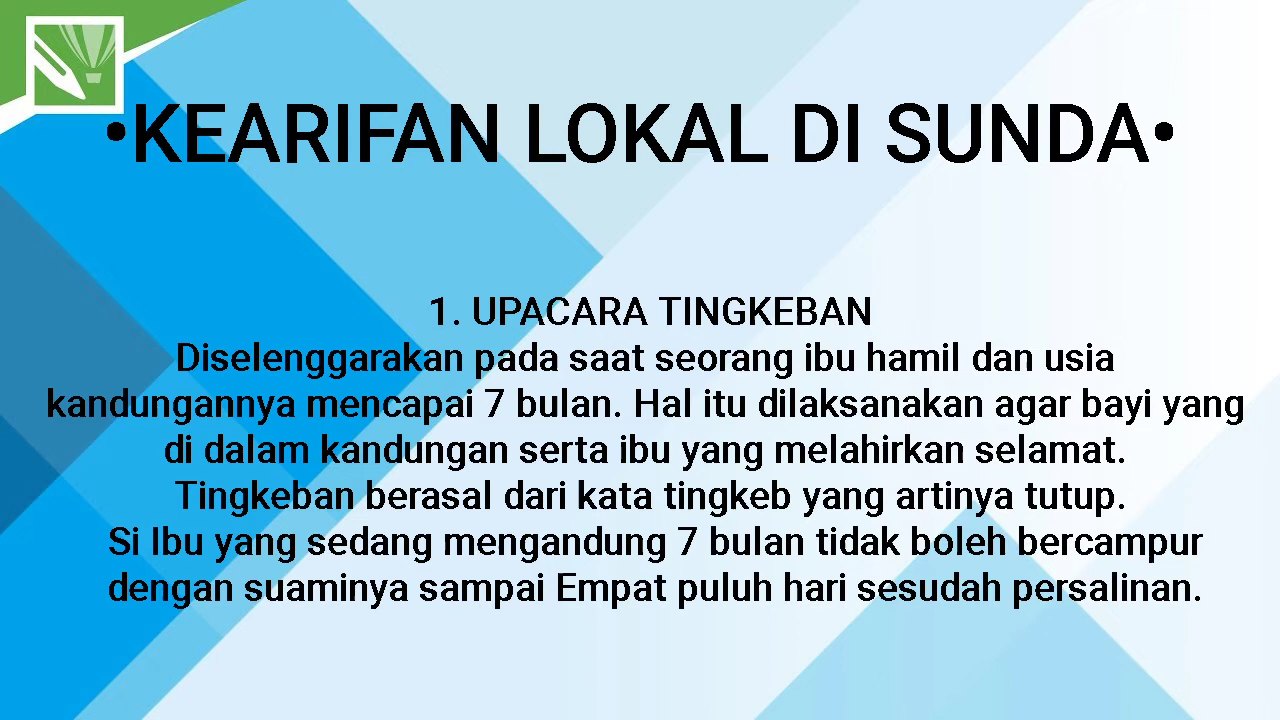 •KEARIFAN LOKAL DI SUNDA•
1. UPACARA TINGKEBAN
Diselenggarakan pada saat seorang ibu hamil dan usia
kandungannya mencapai 7 bulan. Hal itu dilaksanakan agar bayi yang
di dalam kandungan serta ibu yang melahirkan selamat.
Tingkeban berasal dari kata tingkeb yang artinya tutup.
Si Ibu yang sedang mengandung 7 bulan tidak boleh bercampur
dengan suaminya sampai Empat puluh hari sesudah persalinan.